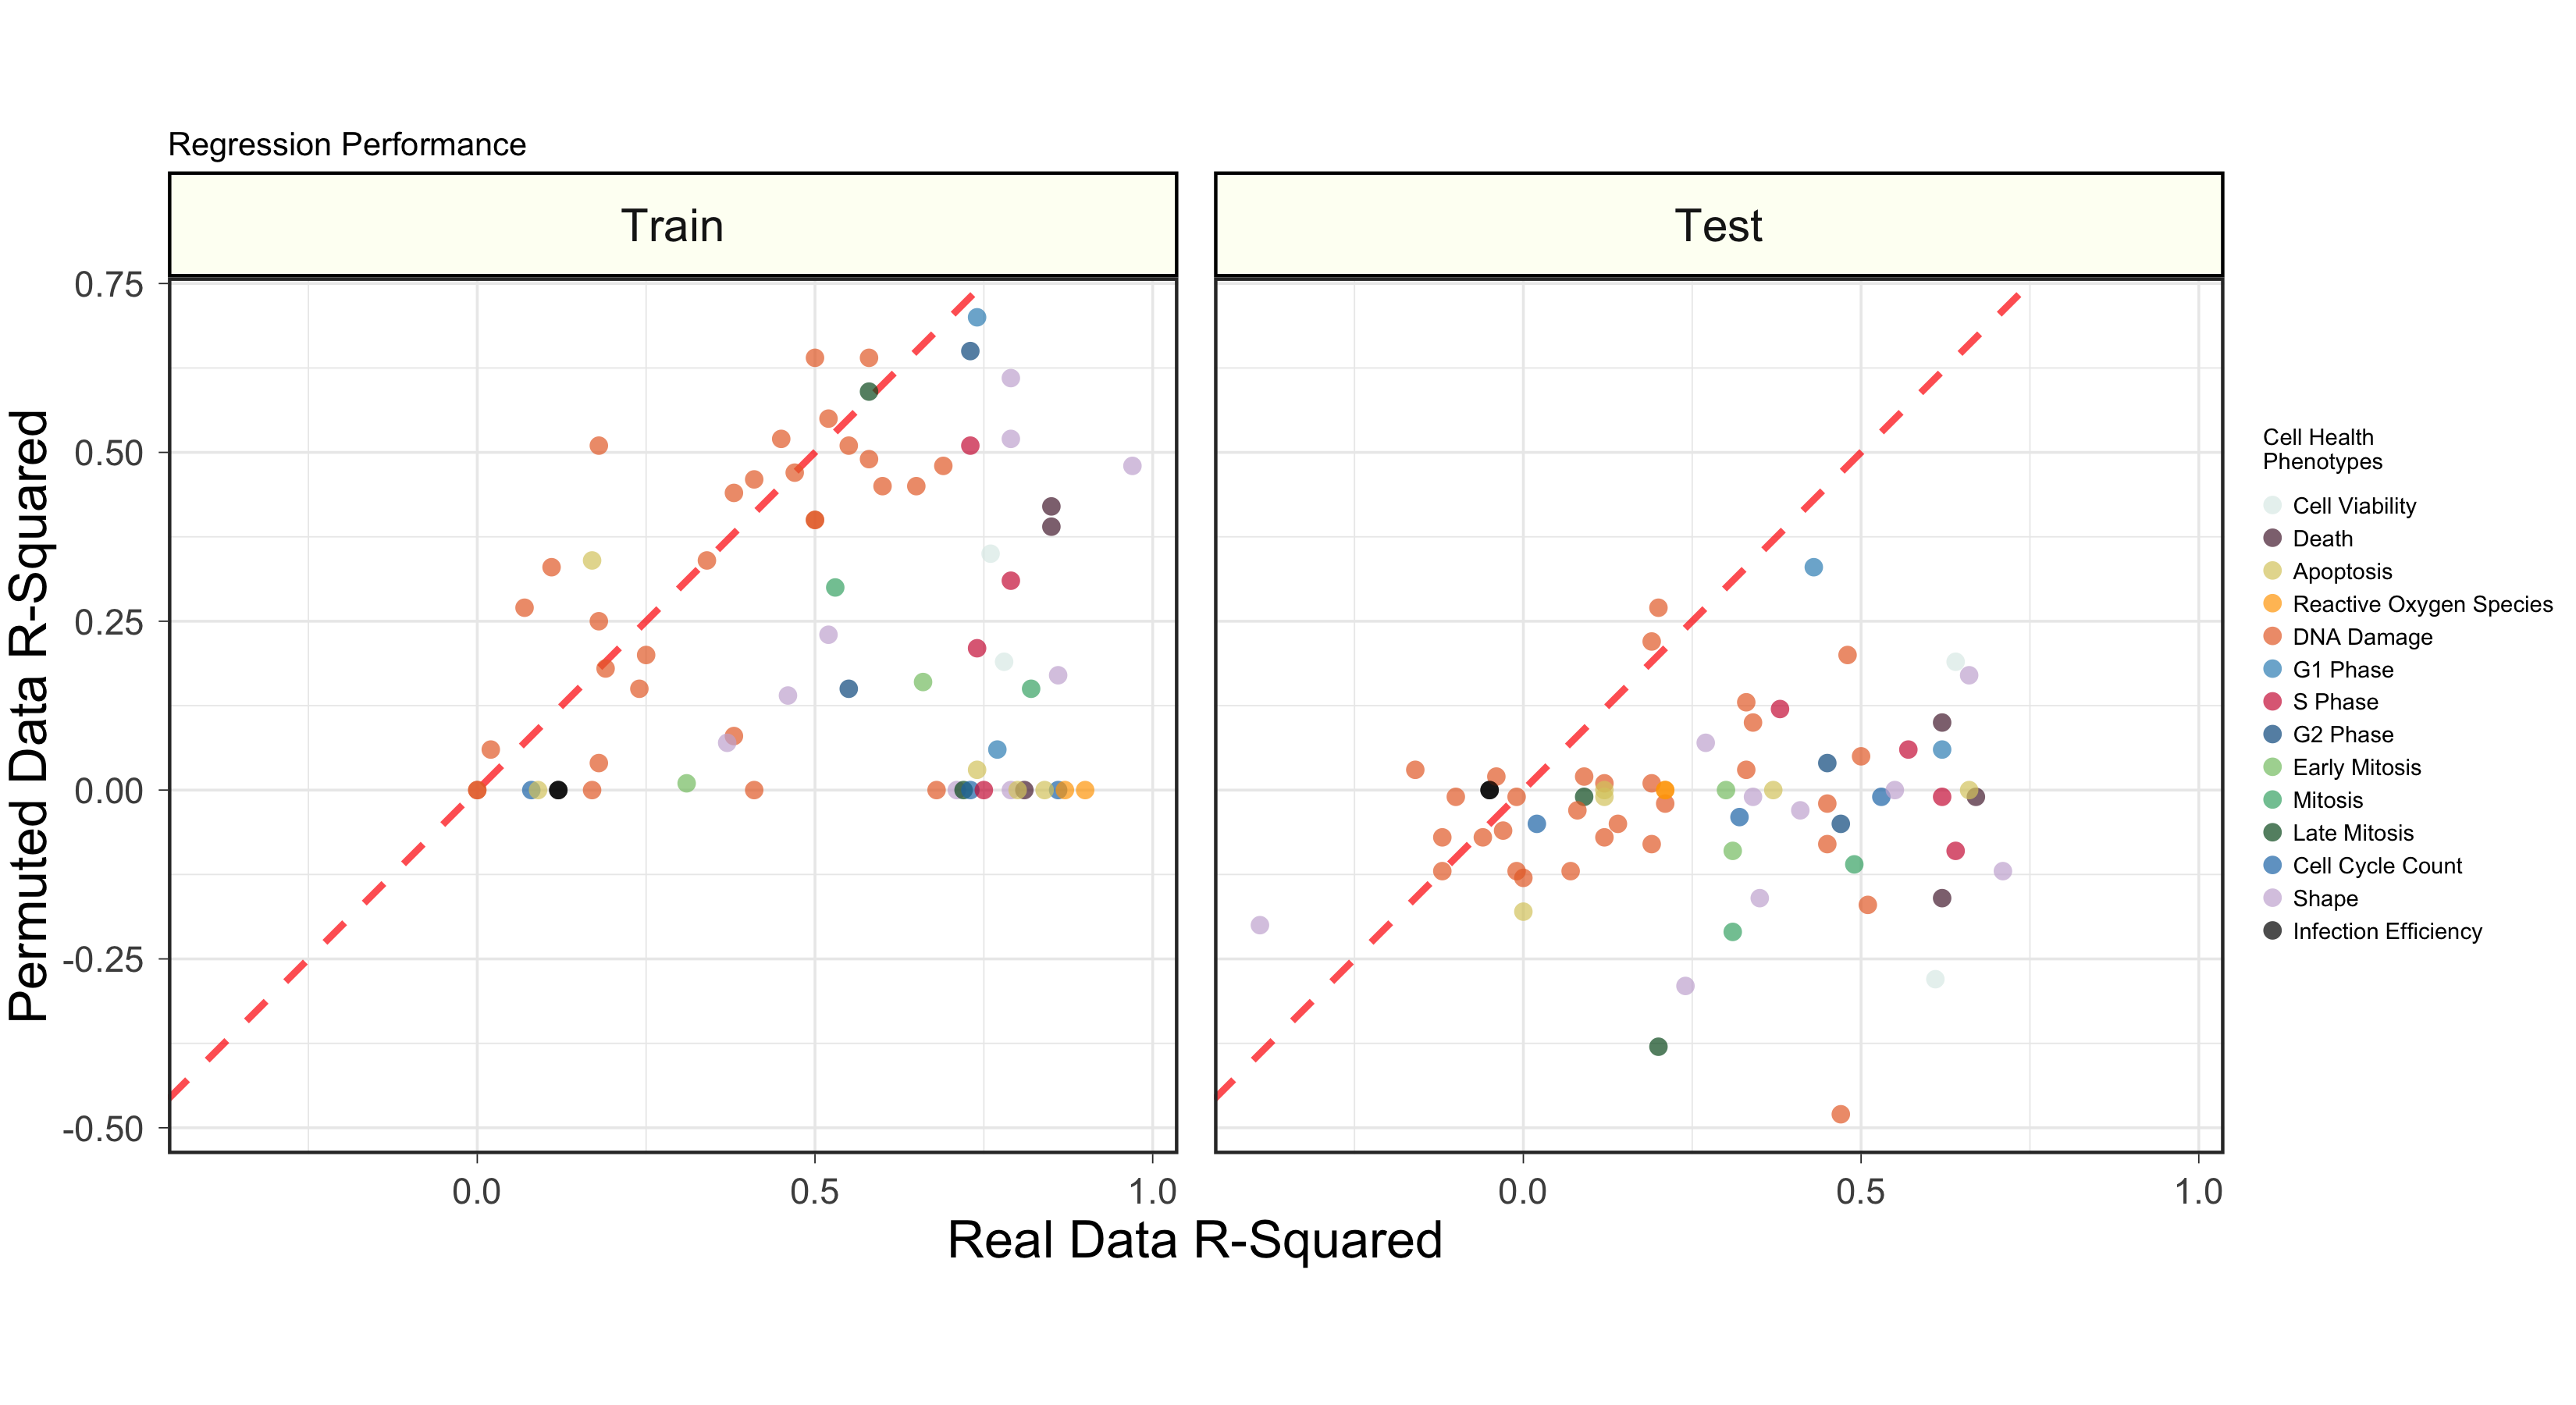 Regression Performance
Train
Test
0.75
0.50
0.25
0.00
-0.25
-0.50
Permuted Data R-Squared
0.0
0.5
1.0
0.0
0.5
1.0
Real Data R-Squared
Cell Health
Phenotypes
Cell Viability
Death
Apoptosis
Reactive Oxygen Species
DNA Damage
G1 Phase
S Phase
G2 Phase
Early Mitosis
Mitosis
Late Mitosis
Cell Cycle Count
Shape
Infection Efficiency